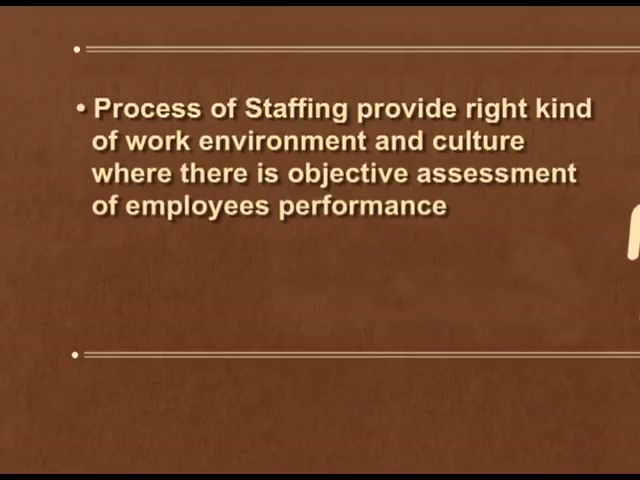 • Process of Staffing provide right kind
of work environment and culture
where there is objective assessment
of employees performance